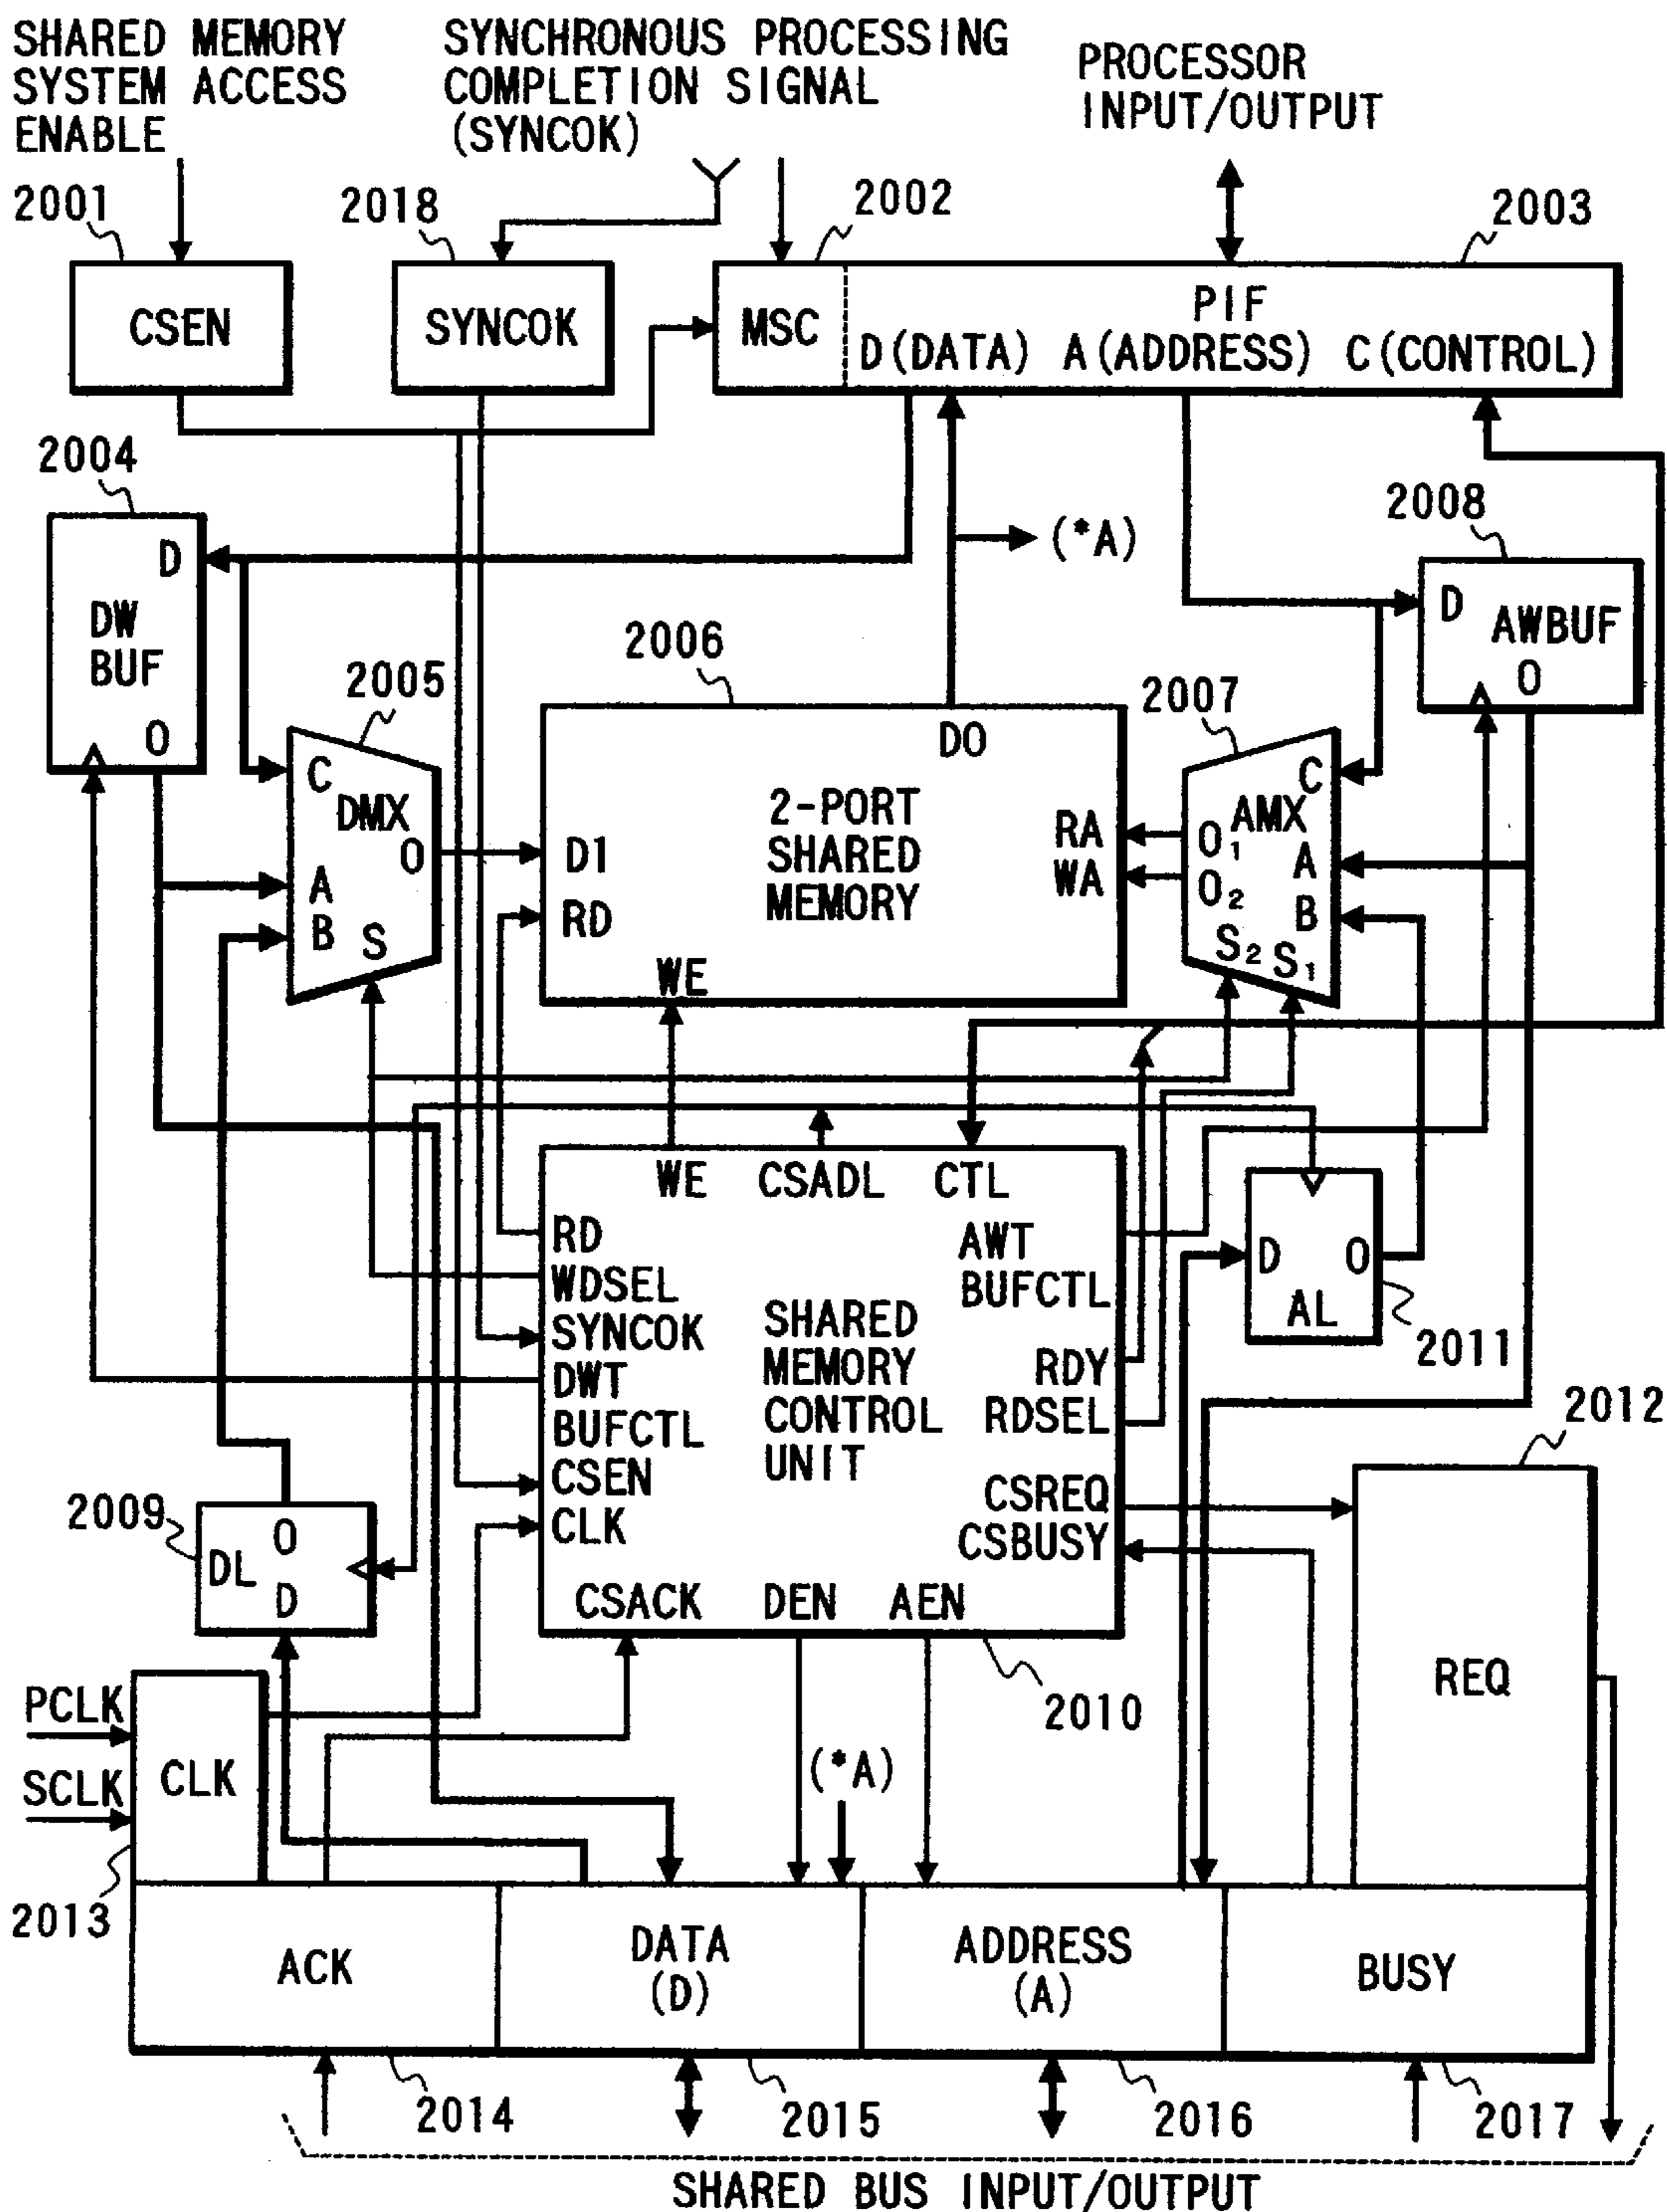 SHARED MEMORY
SYSTEM ACCESS
ENABLE
SYNCHRONOUS PROCESSING
COMPLETION SIGNAL
(SYNCOK)
PROCESSOR
INPUT/OUTPUT
2001
2018
2002
2003
CSEN
SYNCOK
MSC
PIF
D(DATA) A(ADDRESS) C(CONTROL)
2004
2008
(*A)
D
DW
BUF
O
D
AWBUF
O
2005
2006
2007
C
DMX
O
A
B
S
DO
2-PORT
SHARED
MEMORY
D1
RD
WE
RA
WA
C
O1
AMX
A
O2
B
S2
S1
WE
CSADL
CTL
RD
WDSEL
SYNCOK
DWT
BUFCTL
CSEN
CLK
SHARED
MEMORY
CONTROL
UNIT
AWT
BUFCTL
RDY
RDSEL
CSREQ
CSBUSY
CSACK
DEN
AEN
D
O
AL
2011
2012
2009
O
DL
D
2010
REQ
PCLK
SCLK
CLK
(*A)
2013
ACK
DATA
(D)
ADDRESS
(A)
BUSY
2014
2015
2016
2017
SHARED BUS INPUT/OUTPUT